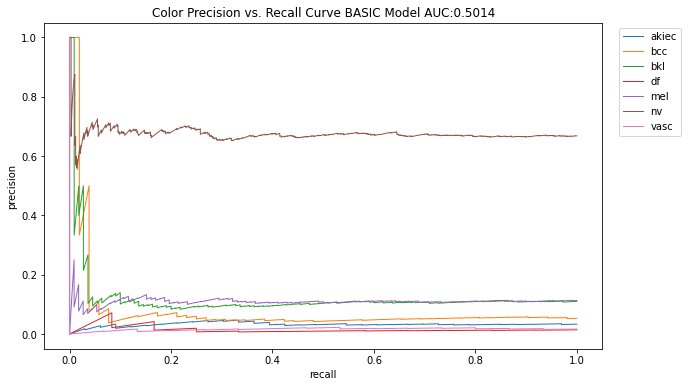 Color Precision vs. Recall Curve BASIC Model AUC:0.5014
akiec
bcc
bkl
df
mel
nv
vasc
precision
1.0
0.8
0.6
0.4
0.2
0.0
0.0 0.2 0.4 0.6 0.8 1.0
recall